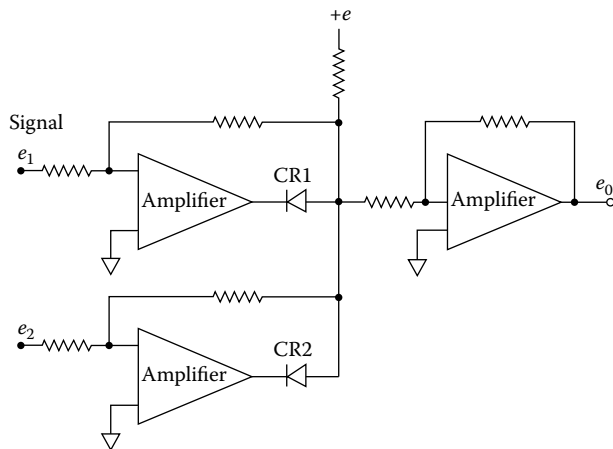 +e
Signal
e1
CR1
Amplifier
Amplifier
e0
e2
CR2
Amplifier